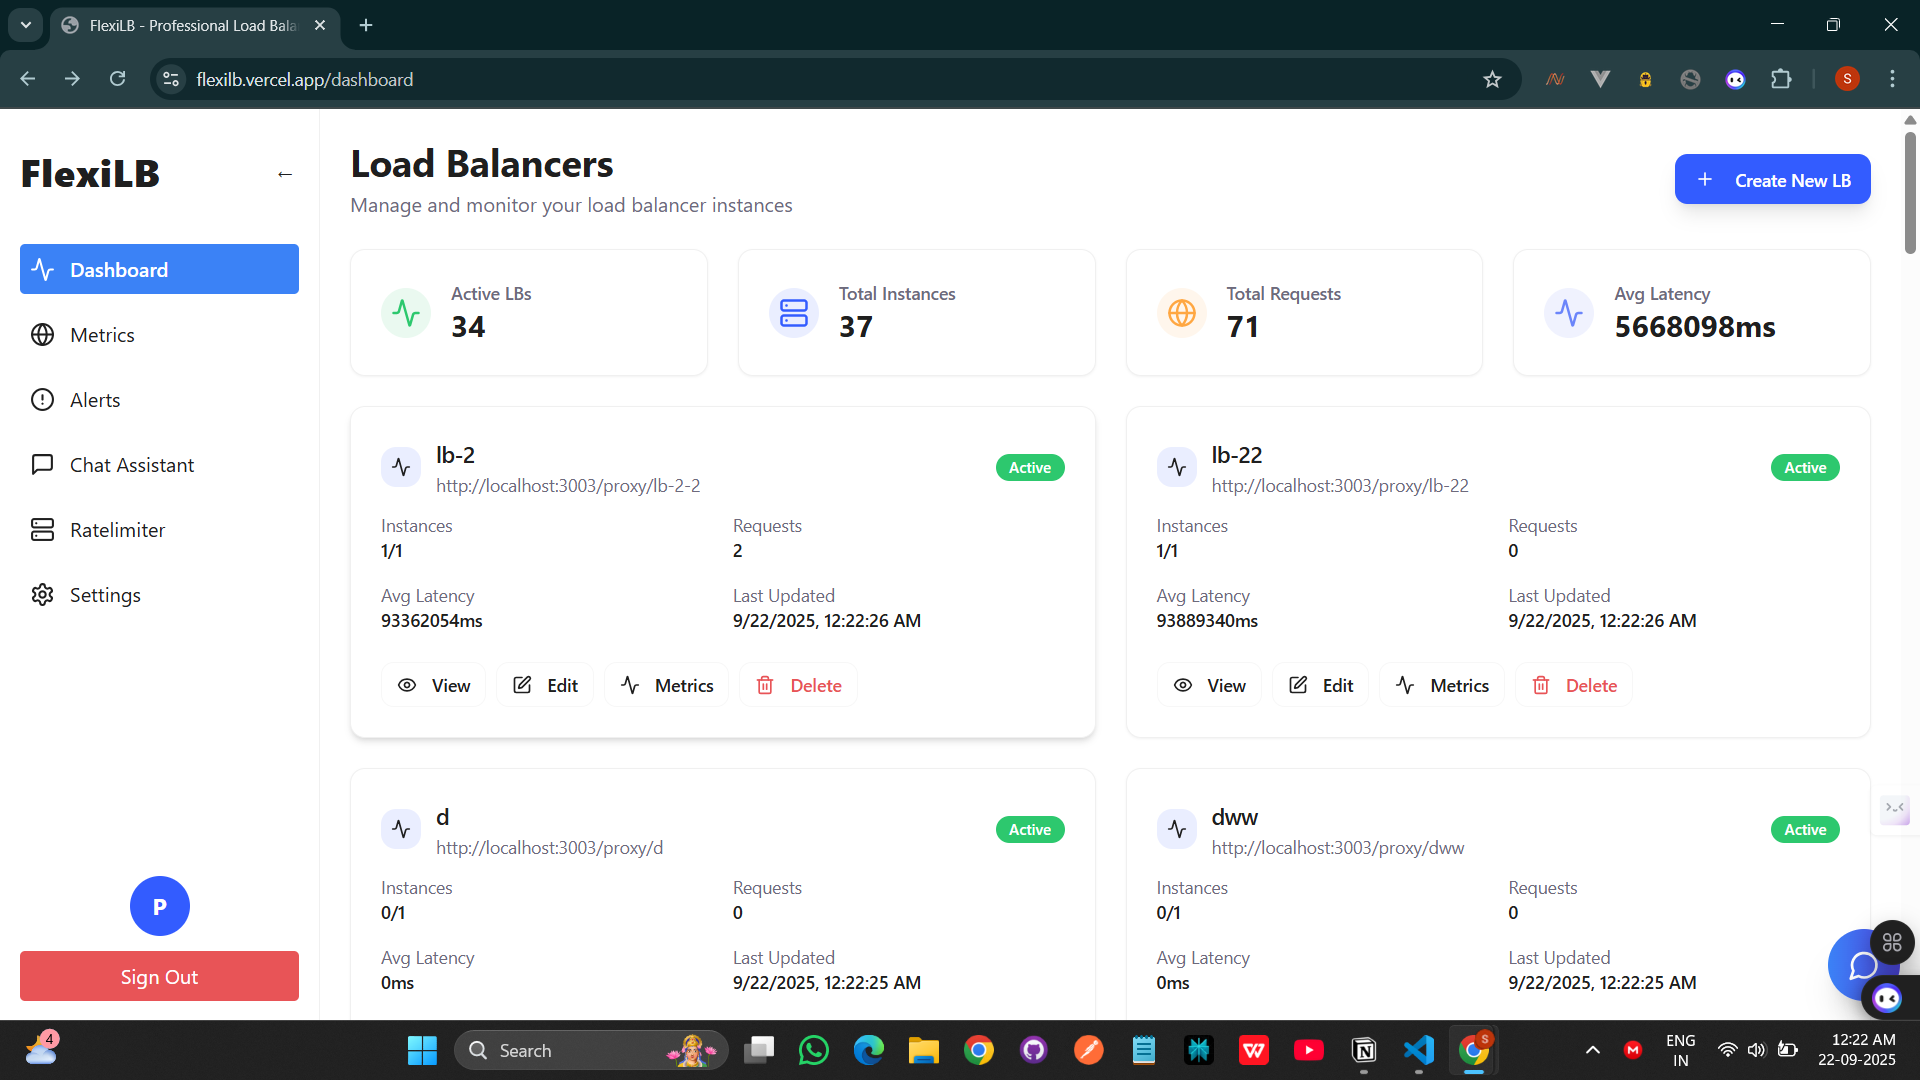 FlexiLB - Professional Load Bala
flexilb.vercel.app/dashboard
S
FlexiLB
←
Dashboard
Metrics
Alerts
Chat Assistant
Ratelimiter
Settings
P
Sign Out
Load Balancers
Manage and monitor your load balancer instances
+ Create New LB
Active LBs
34
Total Instances
37
Total Requests
71
Avg Latency
5668098ms
lb-2
http://localhost:3003/proxy/lb-2-2
Active
Instances
1/1
Requests
2
Avg Latency
93362054ms
Last Updated
9/22/2025, 12:22:26 AM
View Edit Metrics Delete
lb-22
http://localhost:3003/proxy/lb-22
Active
Instances
1/1
Requests
0
Avg Latency
93889340ms
Last Updated
9/22/2025, 12:22:26 AM
View Edit Metrics Delete
d
http://localhost:3003/proxy/d
Active
Instances
0/1
Requests
0
Avg Latency
0ms
Last Updated
9/22/2025, 12:22:25 AM
dww
http://localhost:3003/proxy/dww
Active
Instances
0/1
Requests
0
Avg Latency
0ms
Last Updated
9/22/2025, 12:22:25 AM
4
Search
S
ENG
IN
12:22 AM
22-09-2025